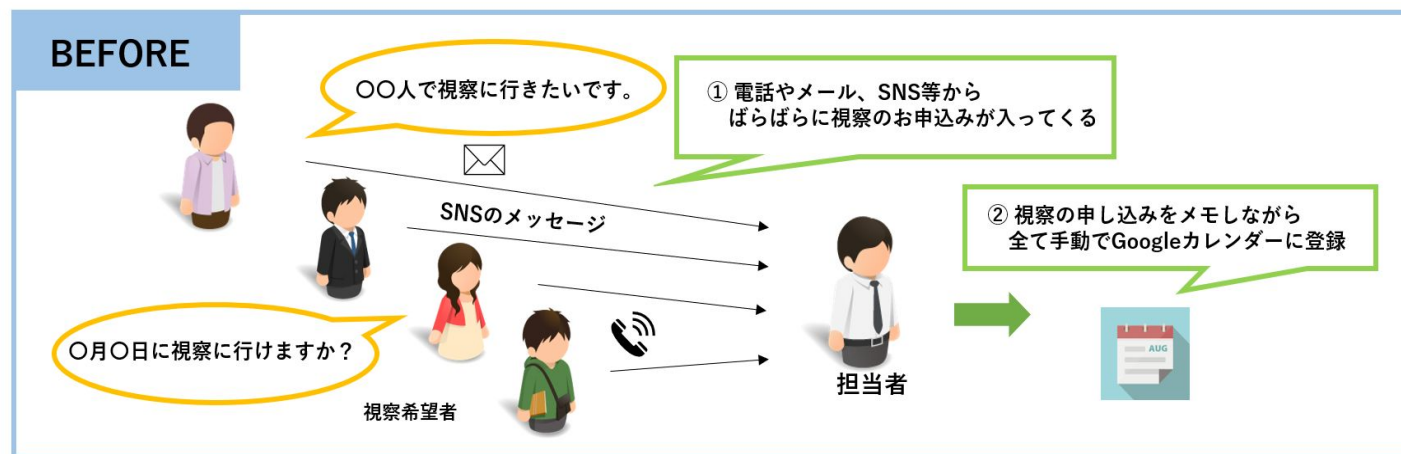 BEFORE
〇〇人で視察に行きたいです。
① 電話やメール、SNS等から
ばらばらに視察のお申込みが入ってくる
SNSのメッセージ
② 視察の申し込みをメモしながら
全て手動でGoogleカレンダーに登録
〇月〇日に視察に行けますか？
AUG
担当者
視察希望者